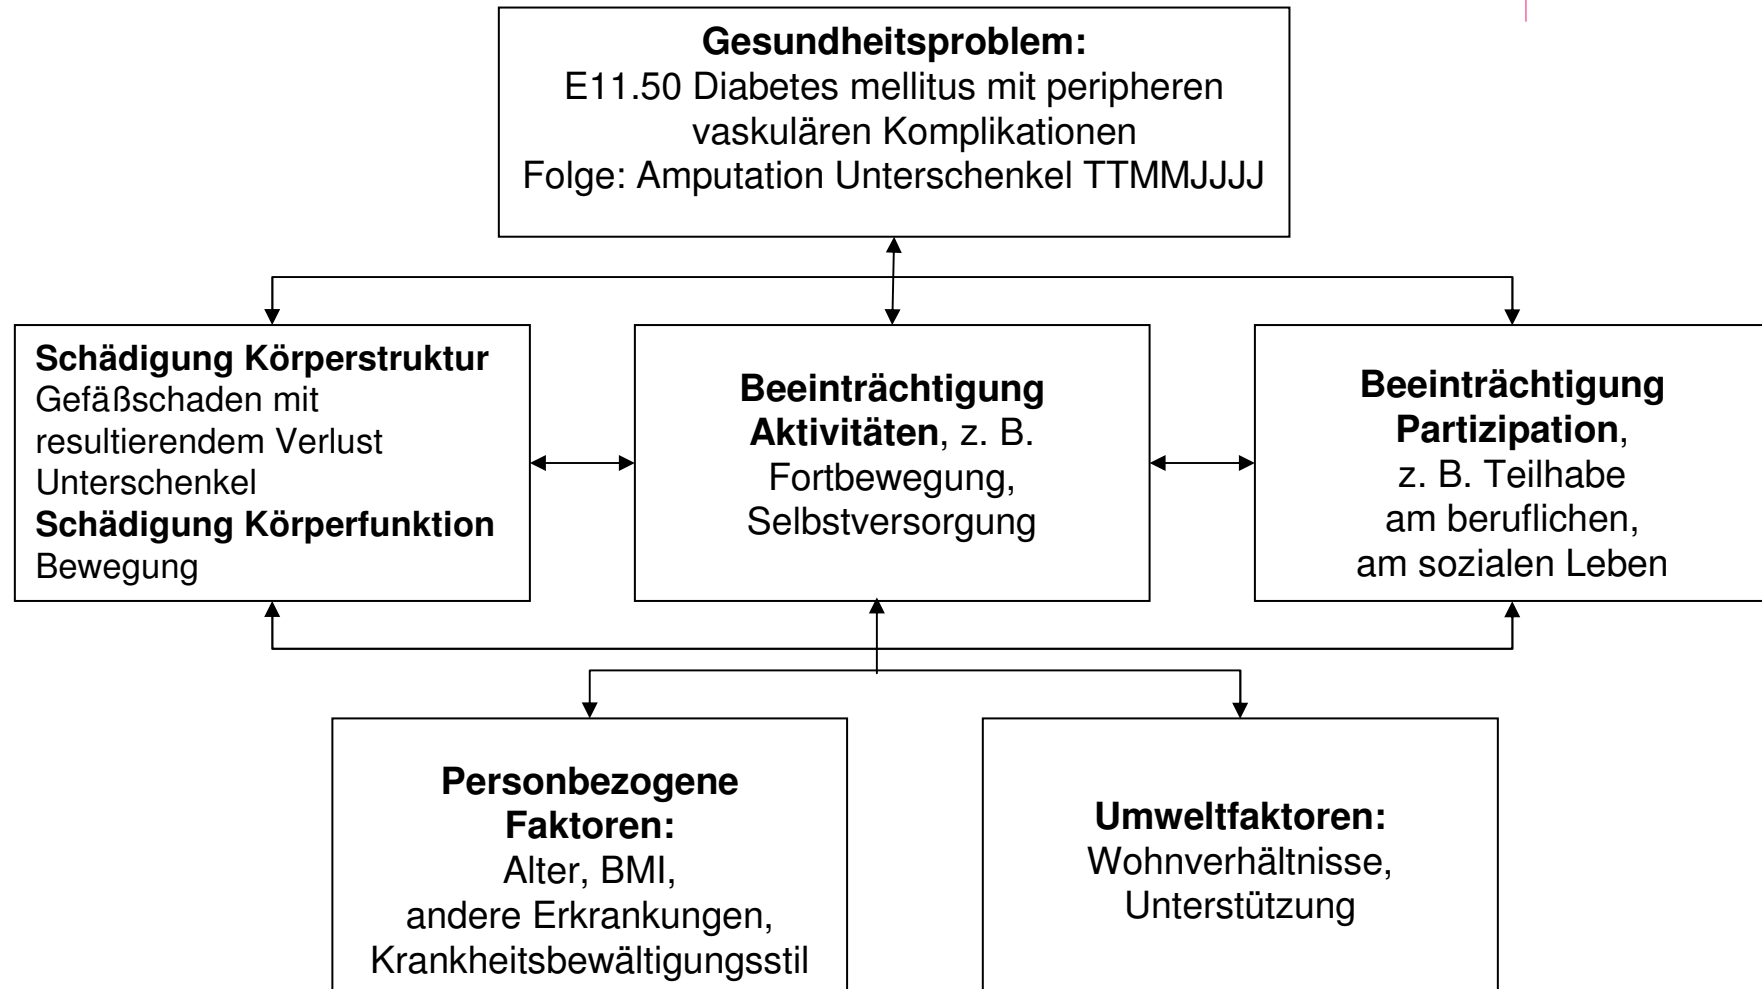 Gesundheitsproblem:
E11.50 Diabetes mellitus mit peripheren
vaskulären Komplikationen
Folge: Amputation Unterschenkel TTMMJJJJ
Schädigung Körperstruktur
Gefäßschaden mit
resultierendem Verlust
Unterschenkel
Schädigung Körperfunktion
Bewegung
Beeinträchtigung
Aktivitäten, z. B.
Fortbewegung,
Selbstversorgung
Beeinträchtigung
Partizipation,
z. B. Teilhabe
am beruflichen,
am sozialen Leben
Personbezogene
Faktoren:
Alter, BMI,
andere Erkrankungen,
Krankheitsbewältigungsstil
Umweltfaktoren:
Wohnverhältnisse,
Unterstützung